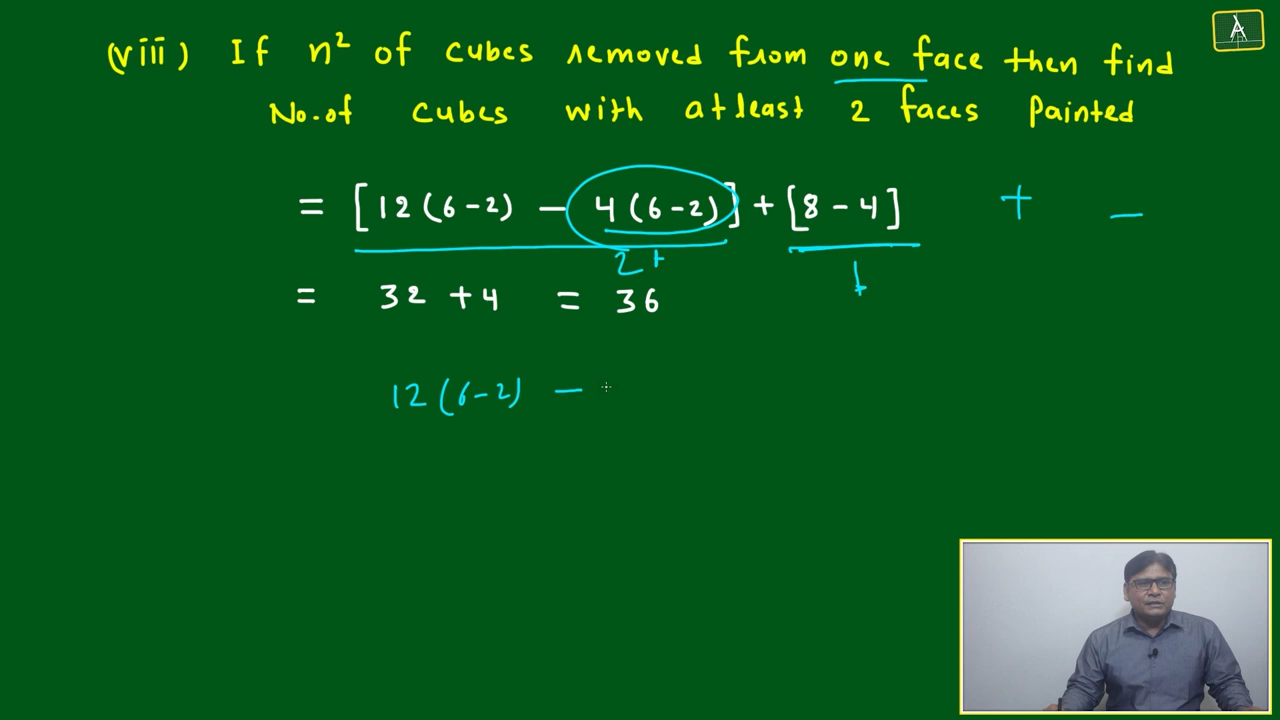 (viii) If n² of cubes removed from one face then find
No. of cubes with atleast 2 faces Painted
= [12(6-2) - 4(6-2)] + [8-4] + -
2+
= 32 + 4 = 36
12(6-2) -